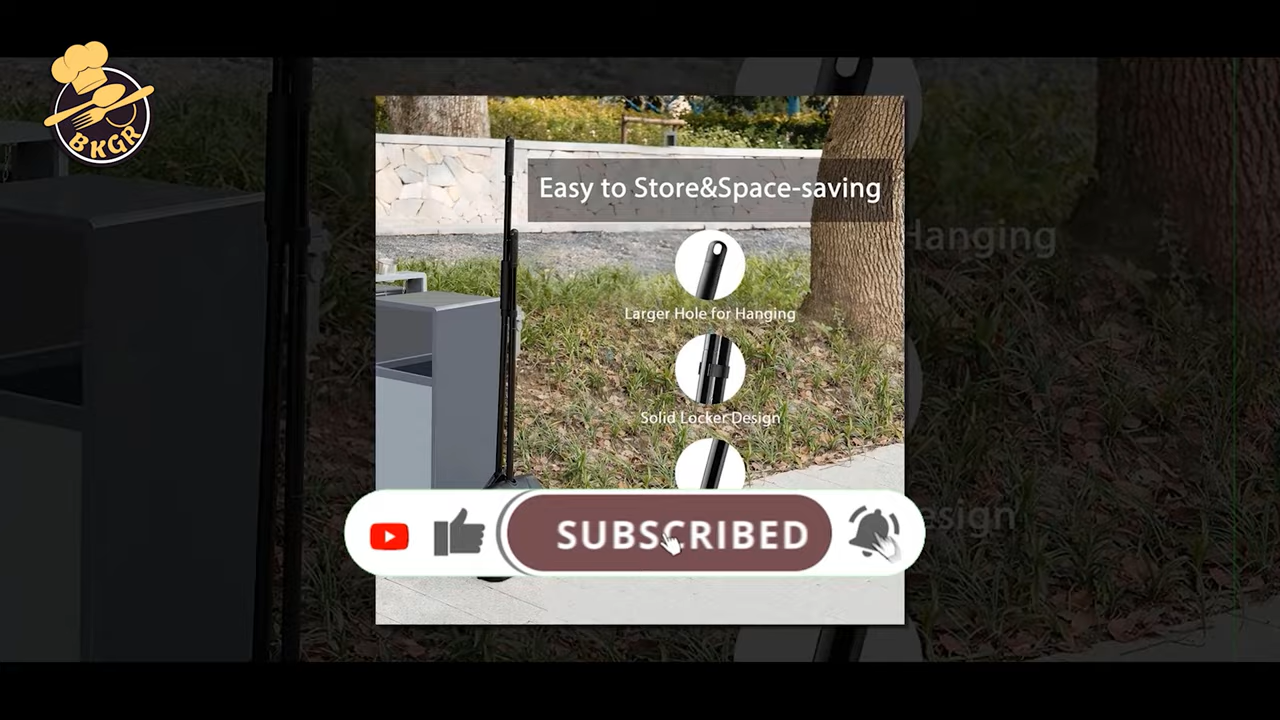 BKGR
Easy to Store&Space-saving
Hanging
Larger Hole for Hanging
Solid Locker Design
esign
SUBSCRIBED